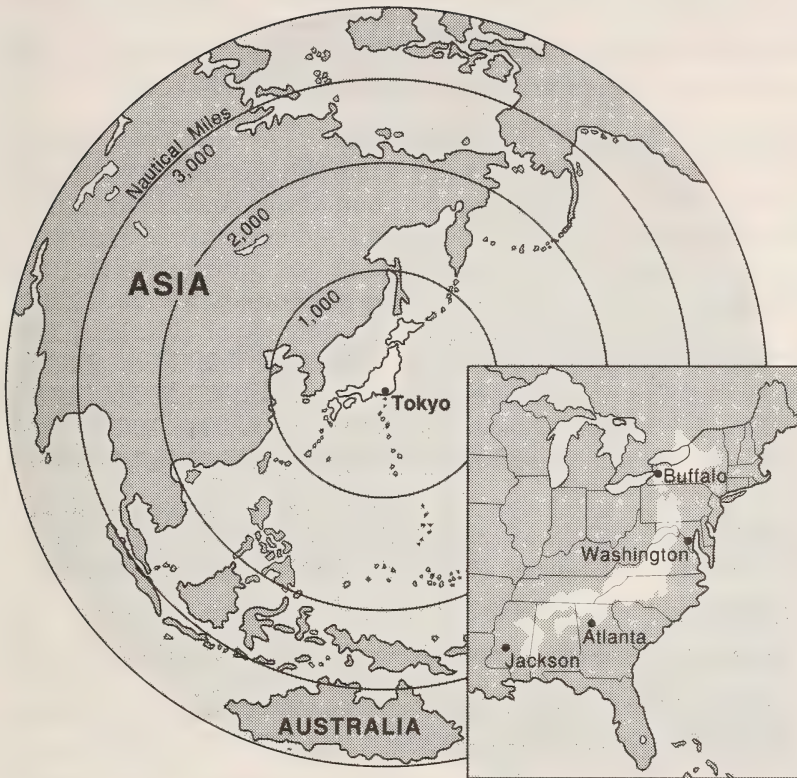 Nautical Miles
3,000
2,000
1,000
ASIA
Tokyo
AUSTRALIA
Buffalo
Washington
Atlanta
Jackson